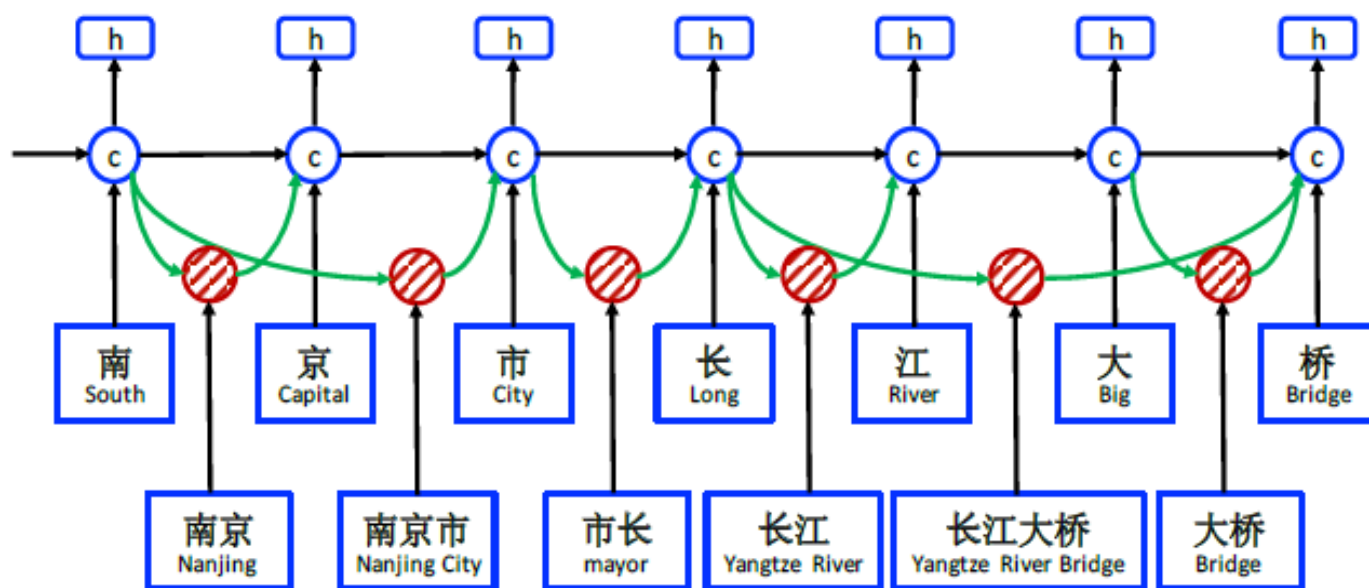 h h h h h h h
c c c c c c c
南 京 市 长 江 大 桥
South Capital City Long River Big Bridge
南京 南京市 市长 长江 长江大桥 大桥
Nanjing Nanjing City mayor Yangtze River Yangtze River Bridge Bridge